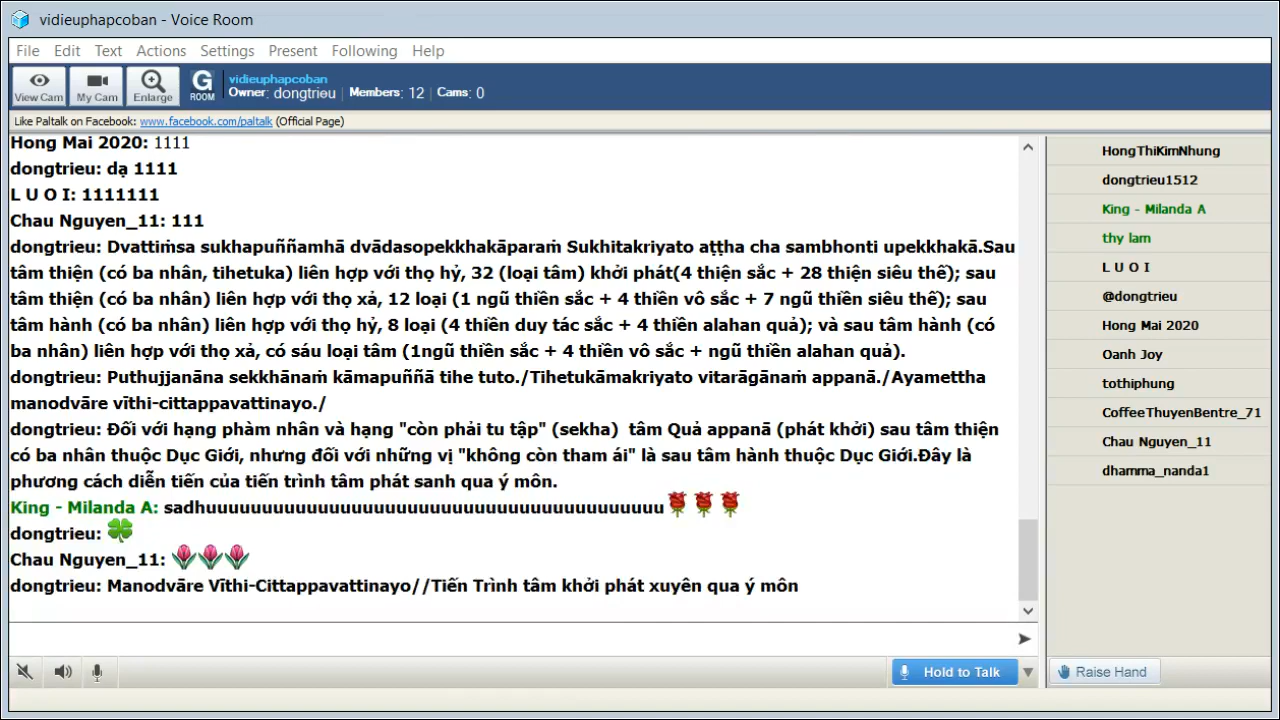 vidieuphapcoban - Voice Room
File Edit Text Actions Settings Present Following Help
View Cam My Cam Enlarge G ROOM
vidieuphapcoban
Owner: dongtrieu | Members: 12 | Cams: 0
Like Paltalk on Facebook: www.facebook.com/paltalk (Official Page)
Hong Mai 2020: 1111
dongtrieu: dạ 1111
L U O I: 1111111
Chau Nguyen_11: 111
dongtrieu: Dvattiṁsa sukhapuññamhā dvādasopekkhakāparaṁ Sukhitakriyato aṭṭha cha sambhonti upekkhakā.Sau
tâm thiện (có ba nhân, tihetuka) liên hợp với thọ hỷ, 32 (loại tâm) khởi phát(4 thiện sắc + 28 thiện siêu thế); sau
tâm thiện (có ba nhân) liên hợp với thọ xả, 12 loại (1 ngũ thiền sắc + 4 thiền vô sắc + 7 ngũ thiền siêu thế); sau
tâm hành (có ba nhân) liên hợp với thọ hỷ, 8 loại (4 thiền duy tác sắc + 4 thiền alahan quả); và sau tâm hành (có
ba nhân) liên hợp với thọ xả, có sáu loại tâm (1ngũ thiền sắc + 4 thiền vô sắc + ngũ thiền alahan quả).
dongtrieu: Puthujjanāna sekkhānaṁ kāmapuññā tihe tuto./Tihetukāmakriyato vitarāgānaṁ appanā./Ayamettha
manodvāre vīthi-cittappavattinayo./
dongtrieu: Đối với hạng phàm nhân và hạng "còn phải tu tập" (sekha) tâm Quả appanā (phát khởi) sau tâm thiện
có ba nhân thuộc Dục Giới, nhưng đối với những vị "không còn tham ái" là sau tâm hành thuộc Dục Giới.Đây là
phương cách diễn tiến của tiến trình tâm phát sanh qua ý môn.
King - Milanda A: sadhuuuuuuuuuuuuuuuuuuuuuuuuuuuuuuuuuuuuuuuuu
dongtrieu:
Chau Nguyen_11:
dongtrieu: Manodvāre Vīthi-Cittappavattinayo//Tiến Trình tâm khởi phát xuyên qua ý môn
Hold to Talk
HongThiKimNhung
dongtrieu1512
King - Milanda A
thy lam
L U O I
@dongtrieu
Hong Mai 2020
Oanh Joy
tothiphung
CoffeeThuyenBentre_71
Chau Nguyen_11
dhamma_nanda1
Raise Hand